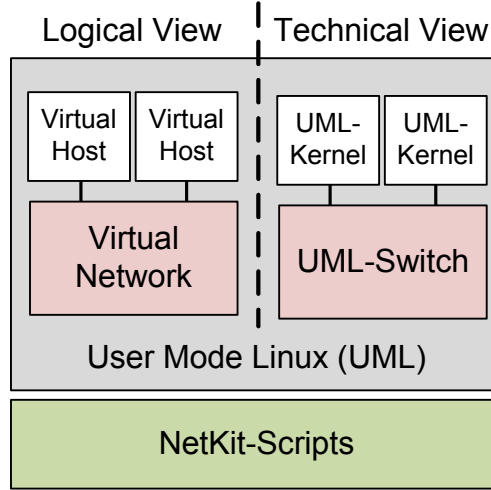 Logical View
Technical View
Virtual
Host
Virtual
Host
UML-
Kernel
UML-
Kernel
Virtual
Network
UML-Switch
User Mode Linux (UML)
NetKit-Scripts